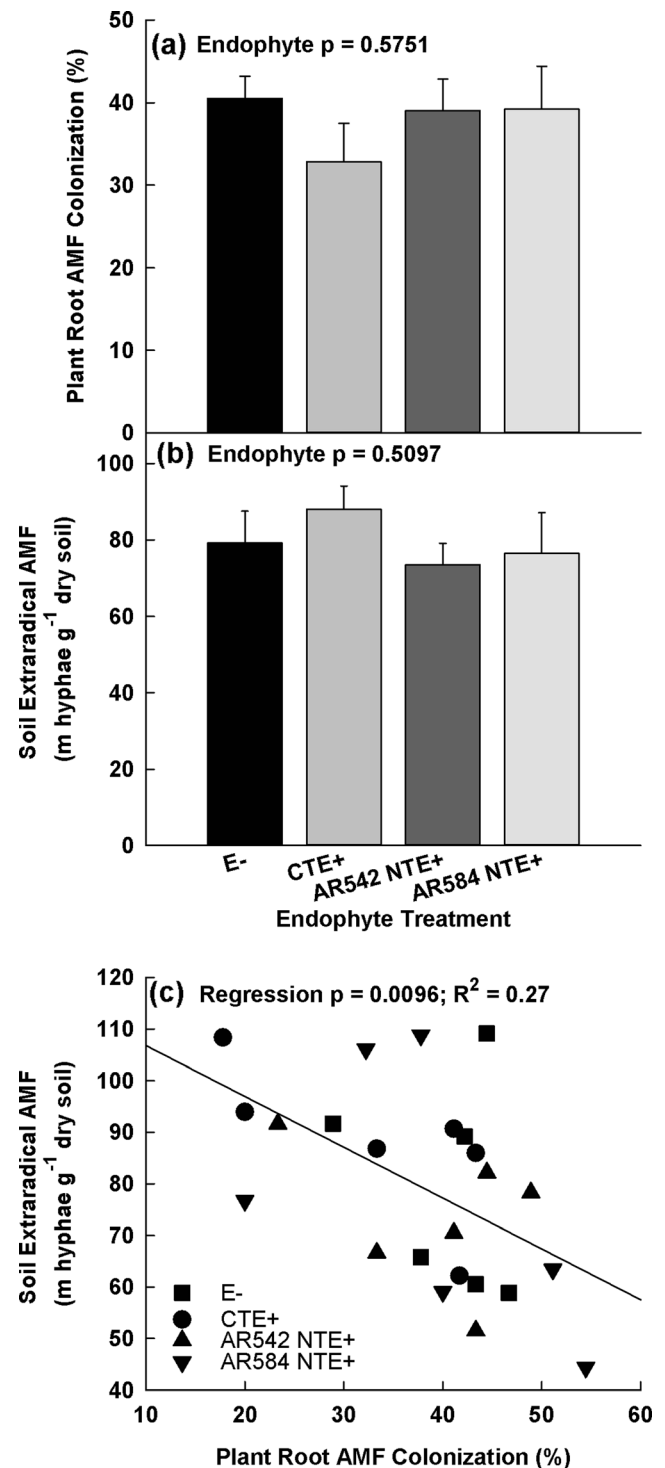 (a) Endophyte p = 0.5751
Plant Root AMF Colonization (%)
50
40
30
20
10
0
(b) Endophyte p = 0.5097
Soil Extraradical AMF
(m hyphae g⁻¹ dry soil)
100
80
60
40
20
0
E- CTE+ AR542 NTE+ AR584 NTE+
Endophyte Treatment
(c) Regression p = 0.0096; R² = 0.27
Soil Extraradical AMF
(m hyphae g⁻¹ dry soil)
120
110
100
90
80
70
60
50
40
E-
CTE+
AR542 NTE+
AR584 NTE+
10 20 30 40 50 60
Plant Root AMF Colonization (%)